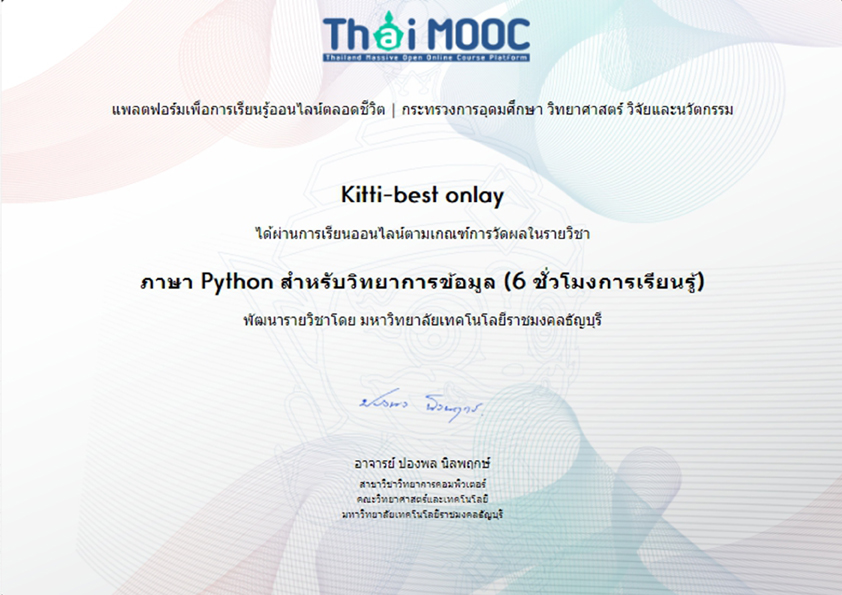 Thai MOOC
Thailand Massive Open Online Course Platform
แพลตฟอร์มเพื่อการเรียนรู้ออนไลน์ตลอดชีวิต | กระทรวงการอุดมศึกษา วิทยาศาสตร์ วิจัยและนวัตกรรม
Kitti-best onlay
ได้ผ่านการเรียนออนไลน์ตามเกณฑ์การวัดผลในรายวิชา
ภาษา Python สำหรับวิทยาการข้อมูล (6 ชั่วโมงการเรียนรู้)
พัฒนารายวิชาโดย มหาวิทยาลัยเทคโนโลยีราชมงคลธัญบุรี
ปองพล นิลพฤกษ์
อาจารย์ ปองพล นิลพฤกษ์
สาขาวิชาวิทยาการคอมพิวเตอร์
คณะวิทยาศาสตร์และเทคโนโลยี
มหาวิทยาลัยเทคโนโลยีราชมงคลธัญบุรี